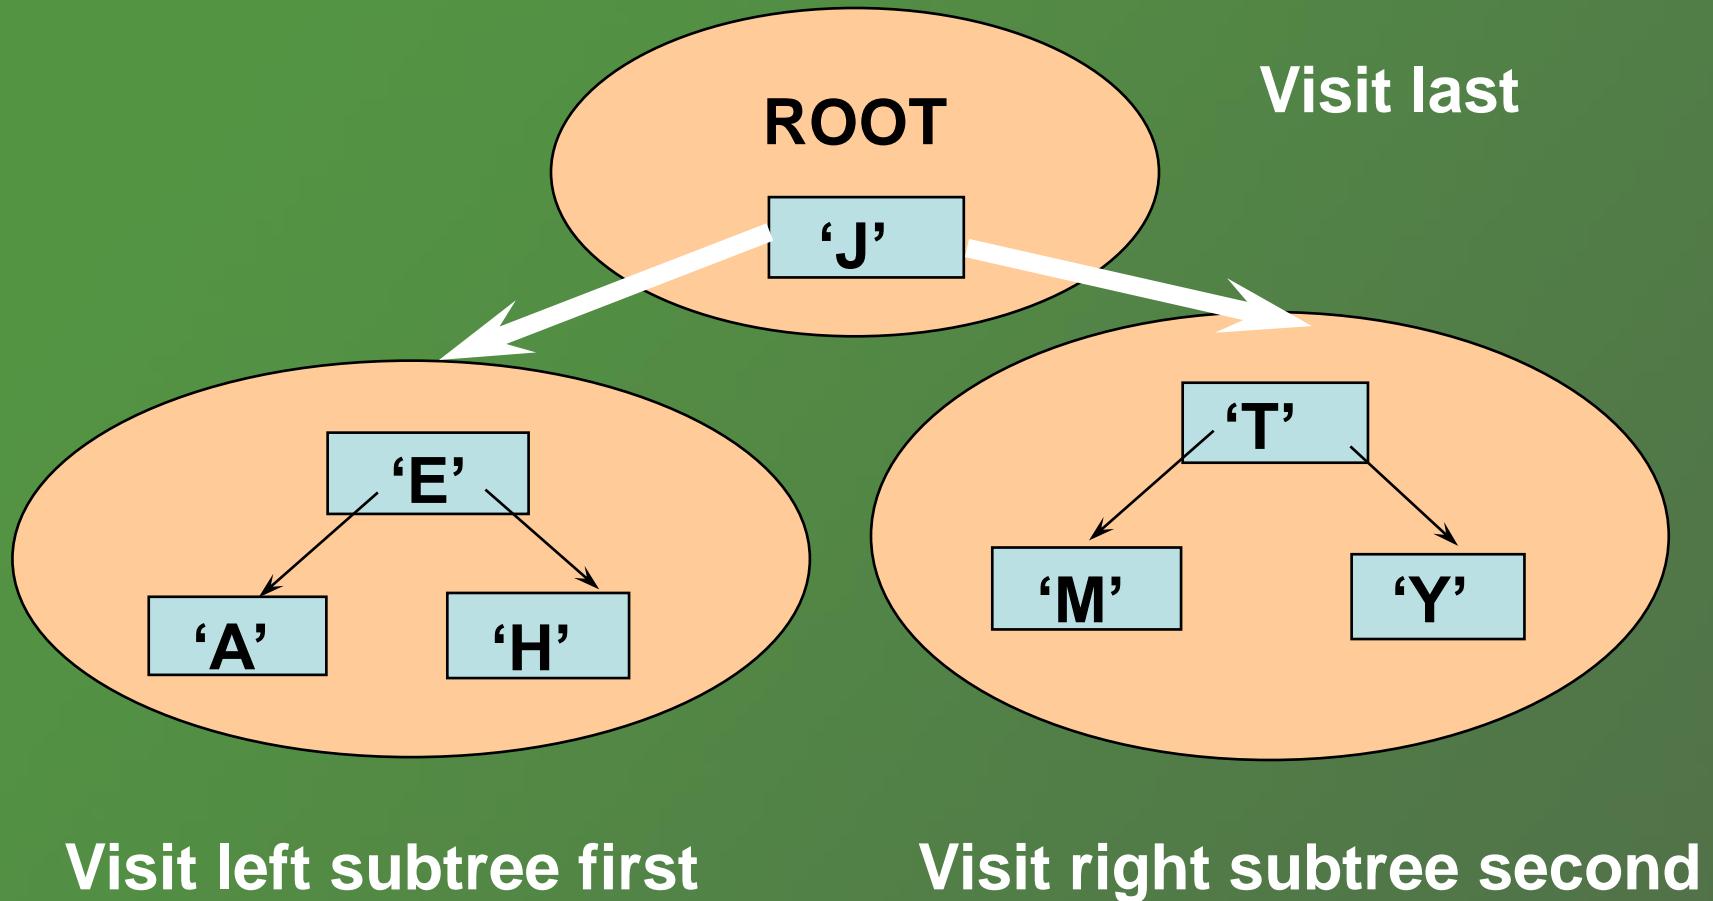 Visit last
ROOT
‘J’
‘E’
‘T’
‘A’
‘H’
‘M’
‘Y’
Visit left subtree first
Visit right subtree second